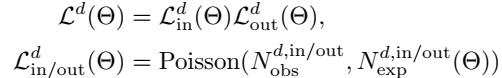 ℒ^d(Θ) = ℒ^d_in(Θ)ℒ^d_out(Θ),
ℒ^d_in/out(Θ) = Poisson(N^{d,in/out}_obs, N^{d,in/out}_exp(Θ))